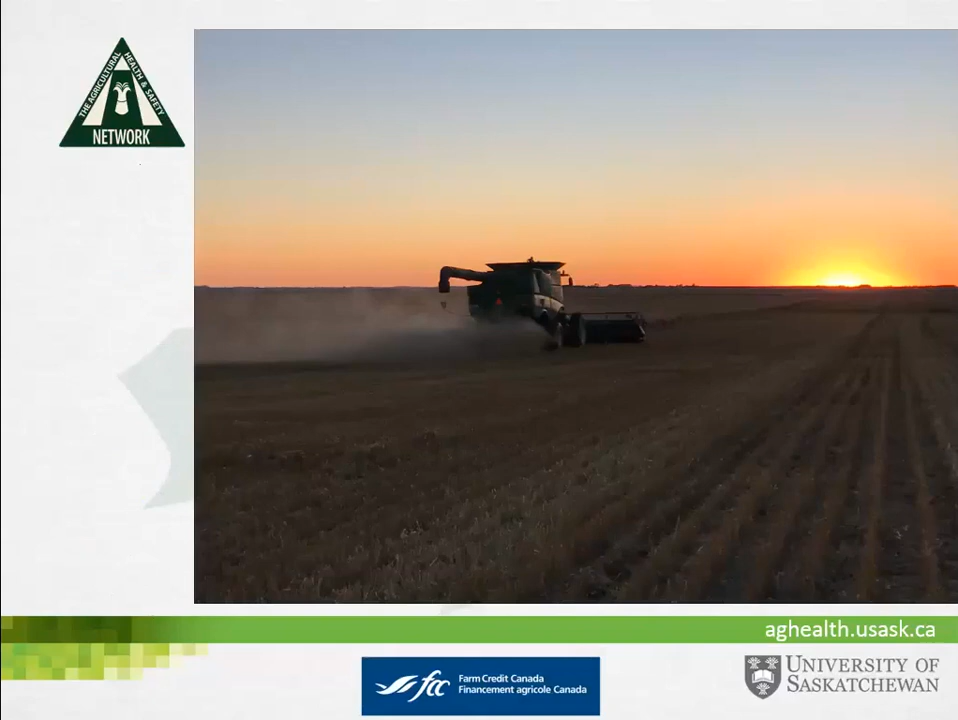 THE AGRICULTURAL
HEALTH & SAFETY
NETWORK
aghealth.usask.ca
fcc
Farm Credit Canada
Financement agricole Canada
UNIVERSITY OF
SASKATCHEWAN